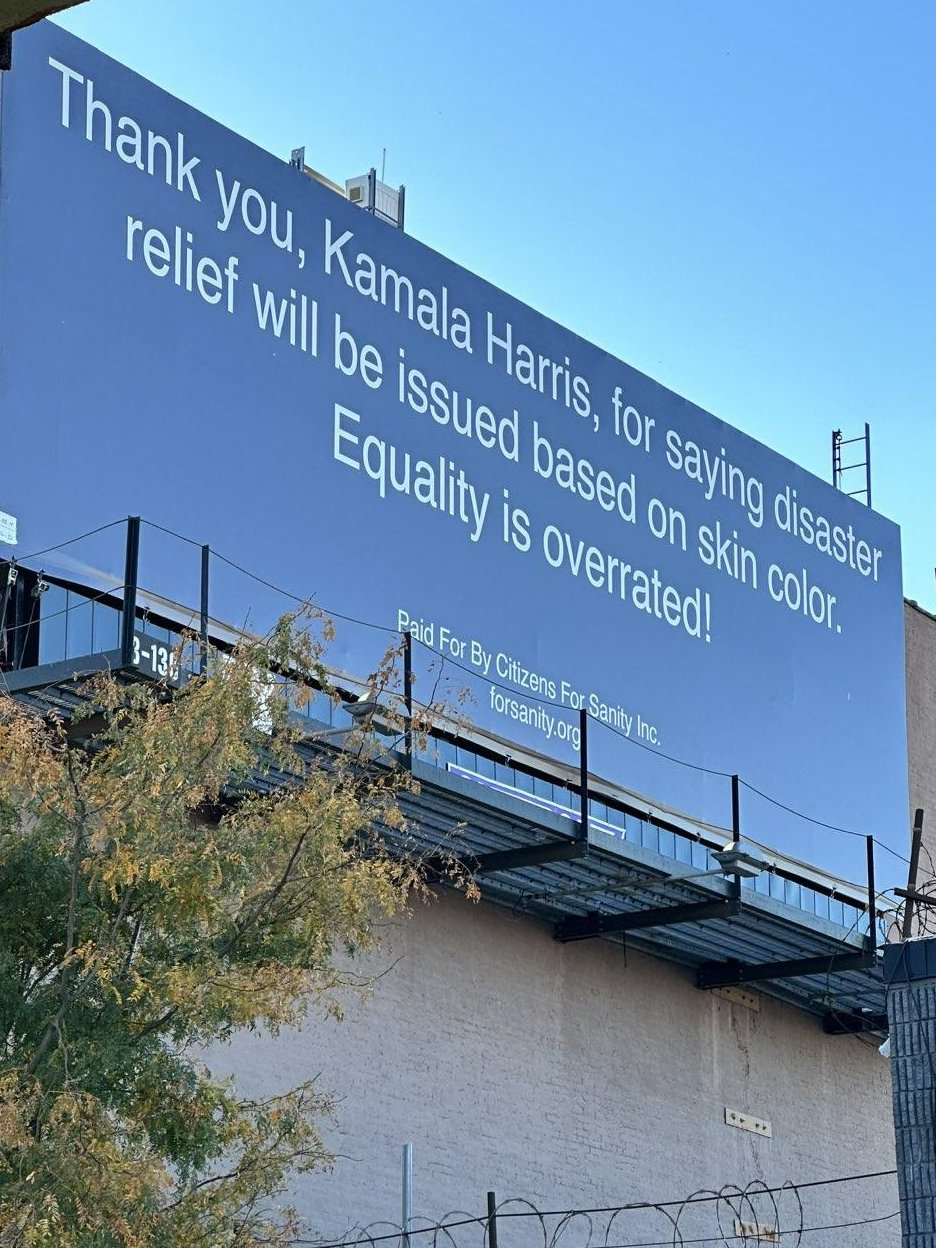 Thank you, Kamala Harris, for saying disaster
relief will be issued based on skin color.
Equality is overrated!
Paid For By Citizens For Sanity Inc.
forsanity.org